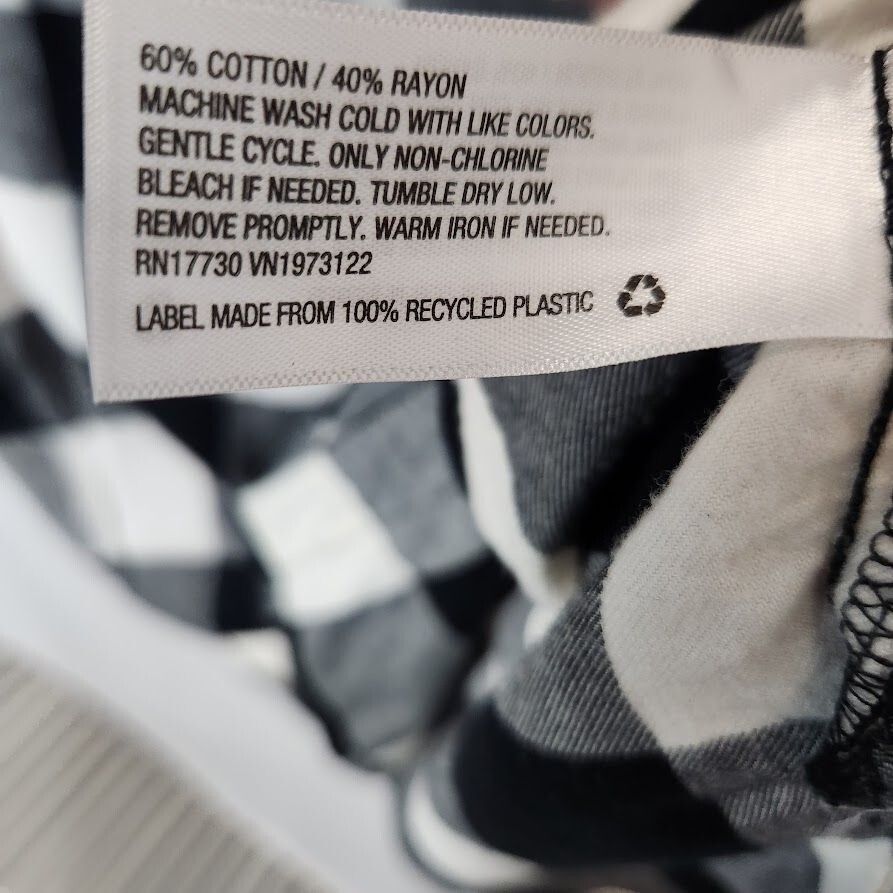 60% COTTON / 40% RAYON
MACHINE WASH COLD WITH LIKE COLORS.
GENTLE CYCLE. ONLY NON-CHLORINE
BLEACH IF NEEDED. TUMBLE DRY LOW.
REMOVE PROMPTLY. WARM IRON IF NEEDED.
RN17730 VN1973122
LABEL MADE FROM 100% RECYCLED PLASTIC